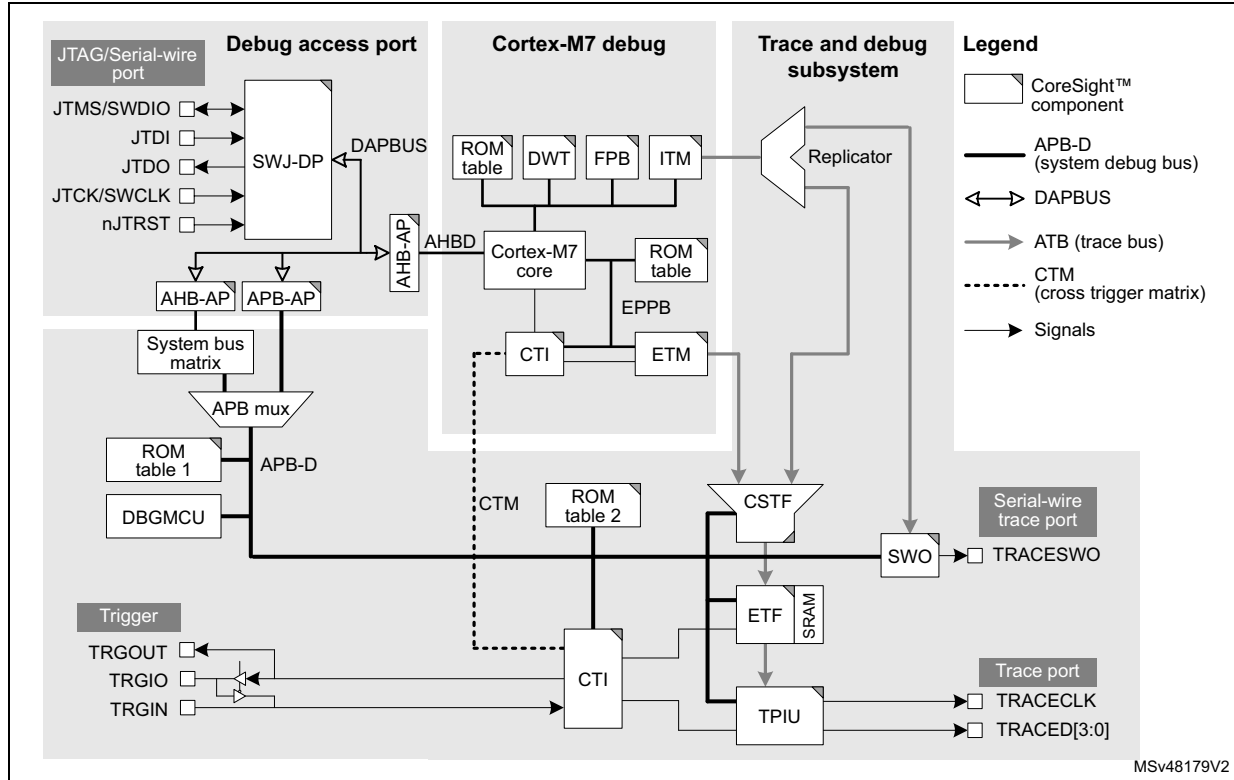 Debug access port
Cortex-M7 debug
Trace and debug
subsystem
Legend
JTAG/Serial-wire
port
JTMS/SWDIO
JTDI
JTDO
JTCK/SWCLK
nJTRST
SWJ-DP
DAPBUS
AHB-AP
AHBD
AHB-AP
APB-AP
System bus
matrix
APB mux
ROM
table 1
APB-D
DBGMCU
ROM
table
DWT
FPB
ITM
Cortex-M7
core
ROM
table
EPPB
CTI
ETM
Replicator
CoreSight™
component
APB-D
(system debug bus)
DAPBUS
ATB (trace bus)
CTM
(cross trigger matrix)
Signals
CTM
ROM
table 2
CSTF
Serial-wire
trace port
SWO
TRACESWO
ETF
SRAM
Trigger
TRGOUT
TRGIO
TRGIN
CTI
TPIU
Trace port
TRACECLK
TRACED[3:0]
MSv48179V2